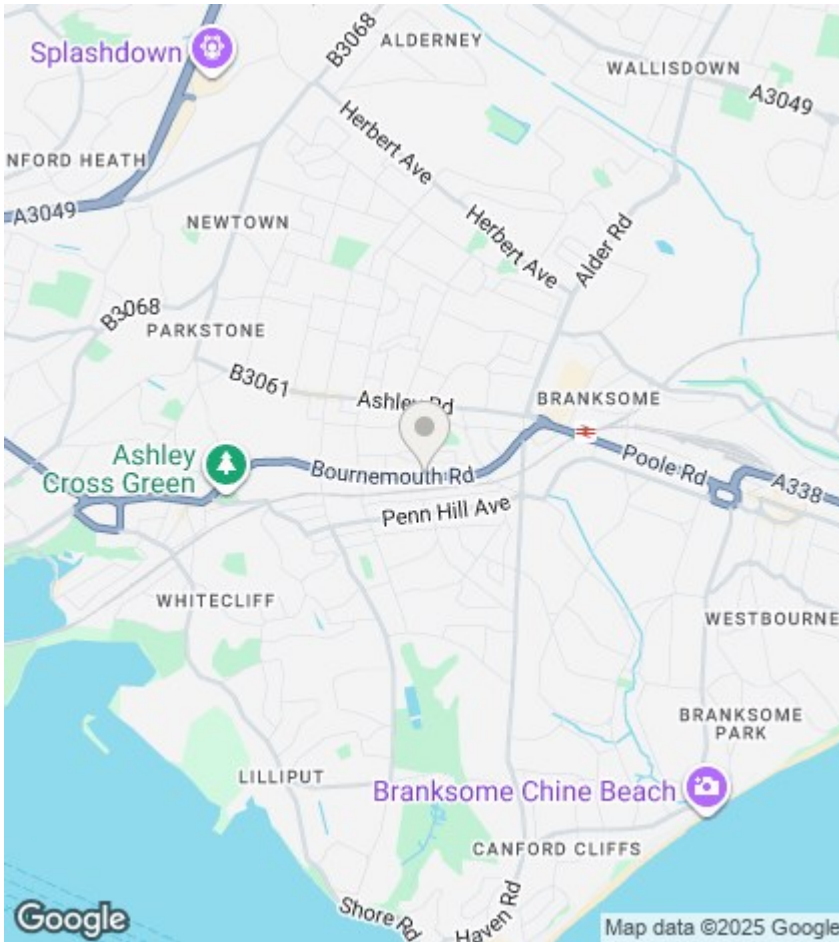 B3068
ALDERNEY
Splashdown
WALLISDOWN
A3049
Herbert Ave
NFORD HEATH
A3049
NEWTOWN
Herbert Ave
Alder Rd
B3068
PARKSTONE
B3061
Ashley Rd
BRANKSOME
Ashley
Cross Green
Bournemouth Rd
Poole Rd
A338
Penn Hill Ave
WHITECLIFF
WESTBOURNE
BRANKSOME
PARK
LILLIPUT
Branksome Chine Beach
CANFORD CLIFFS
Shore Rd
Haven Rd
Google
Map data ©2025 Google